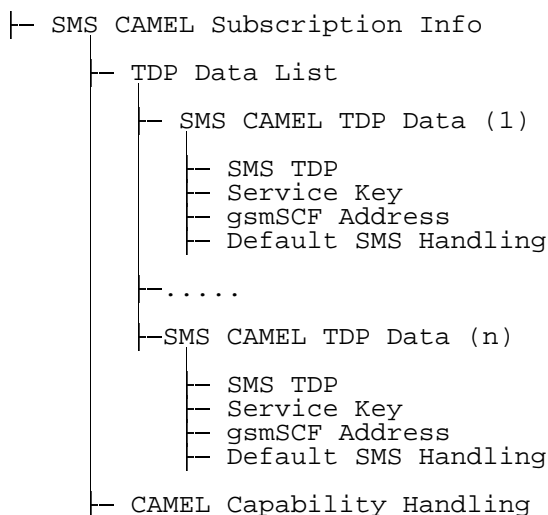 SMS CAMEL Subscription Info
TDP Data List
SMS CAMEL TDP Data (1)
SMS TDP
Service Key
gsmSCF Address
Default SMS Handling
.....
SMS CAMEL TDP Data (n)
SMS TDP
Service Key
gsmSCF Address
Default SMS Handling
CAMEL Capability Handling